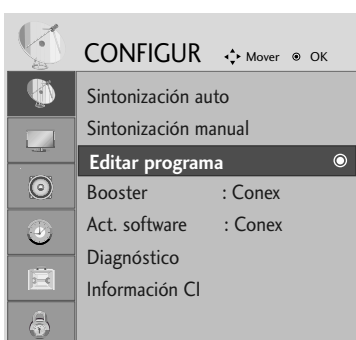 CONFIGUR Mover OK
Sintonización auto
Sintonización manual
Editar programa
Booster : Conex
Act. software : Conex
Diagnóstico
Información CI